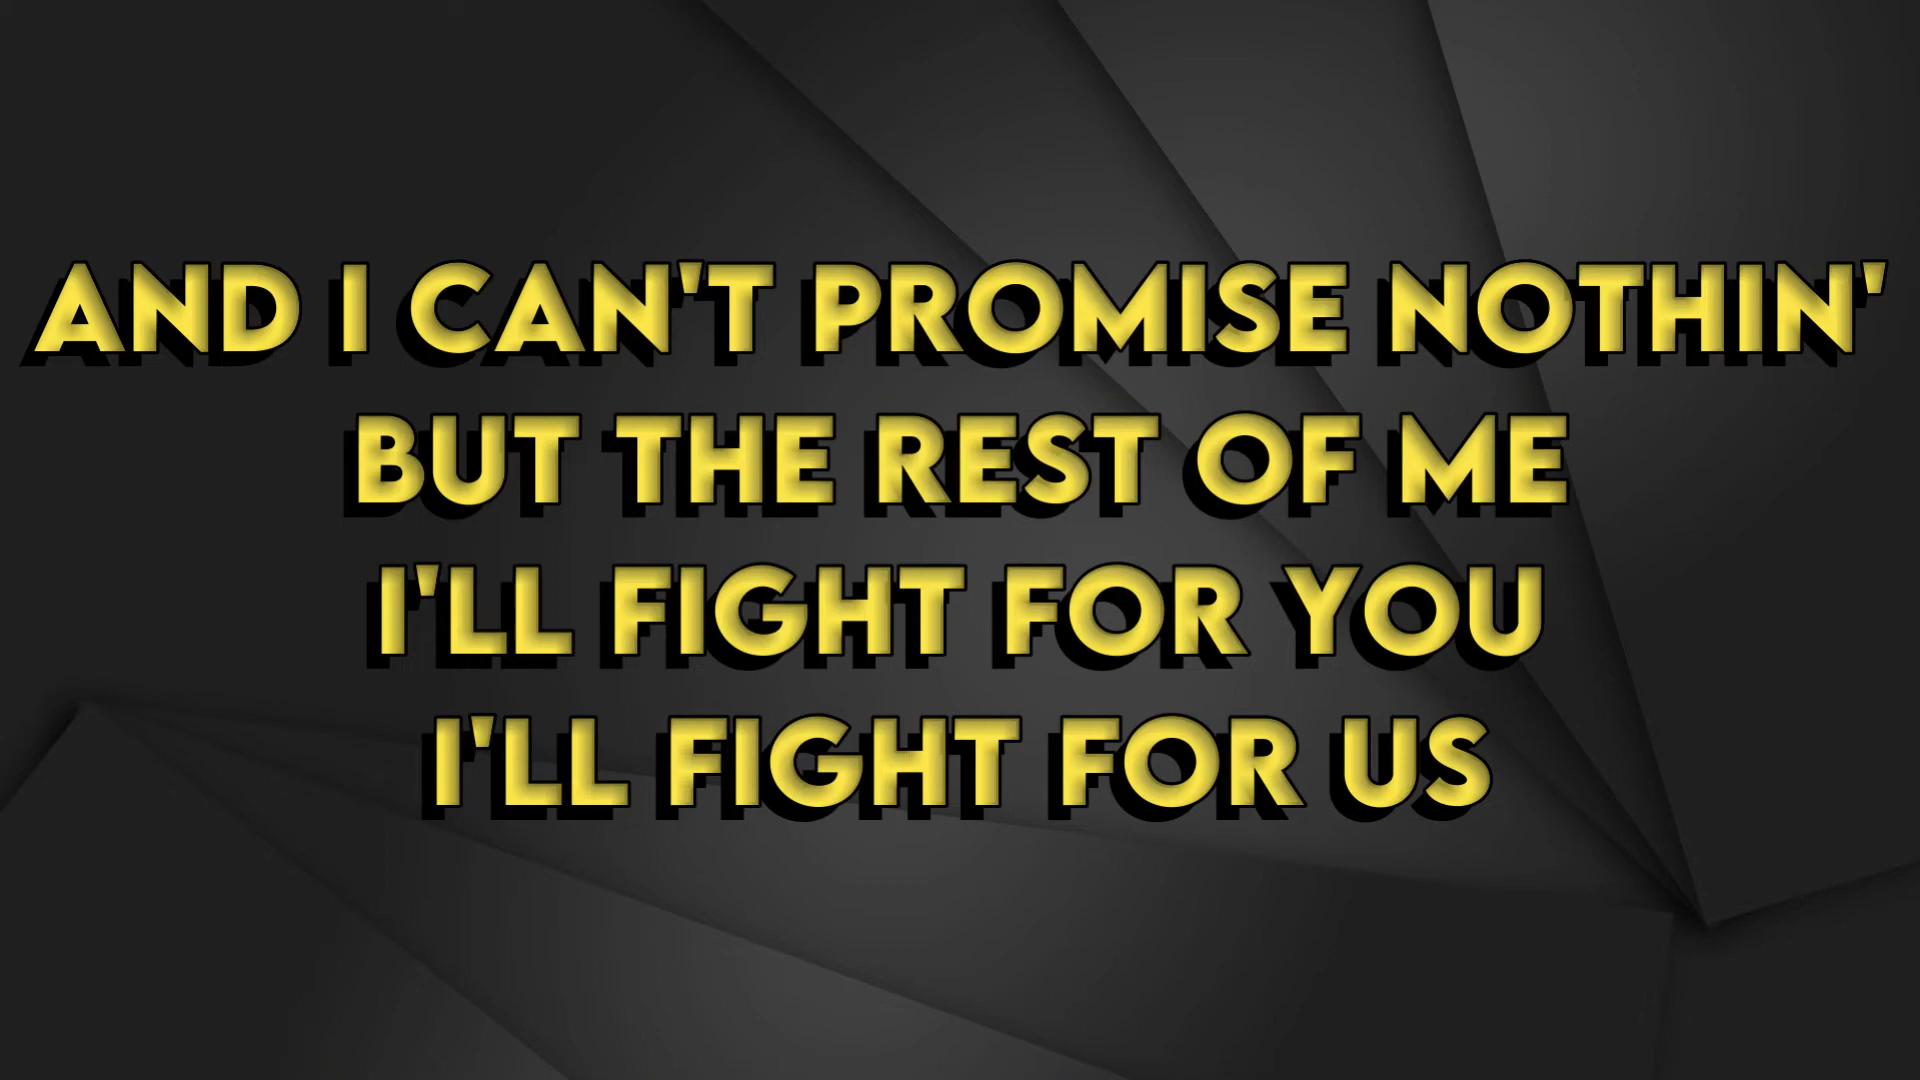 AND I CAN'T PROMISE NOTHIN'
BUT THE REST OF ME
I'LL FIGHT FOR YOU
I'LL FIGHT FOR US